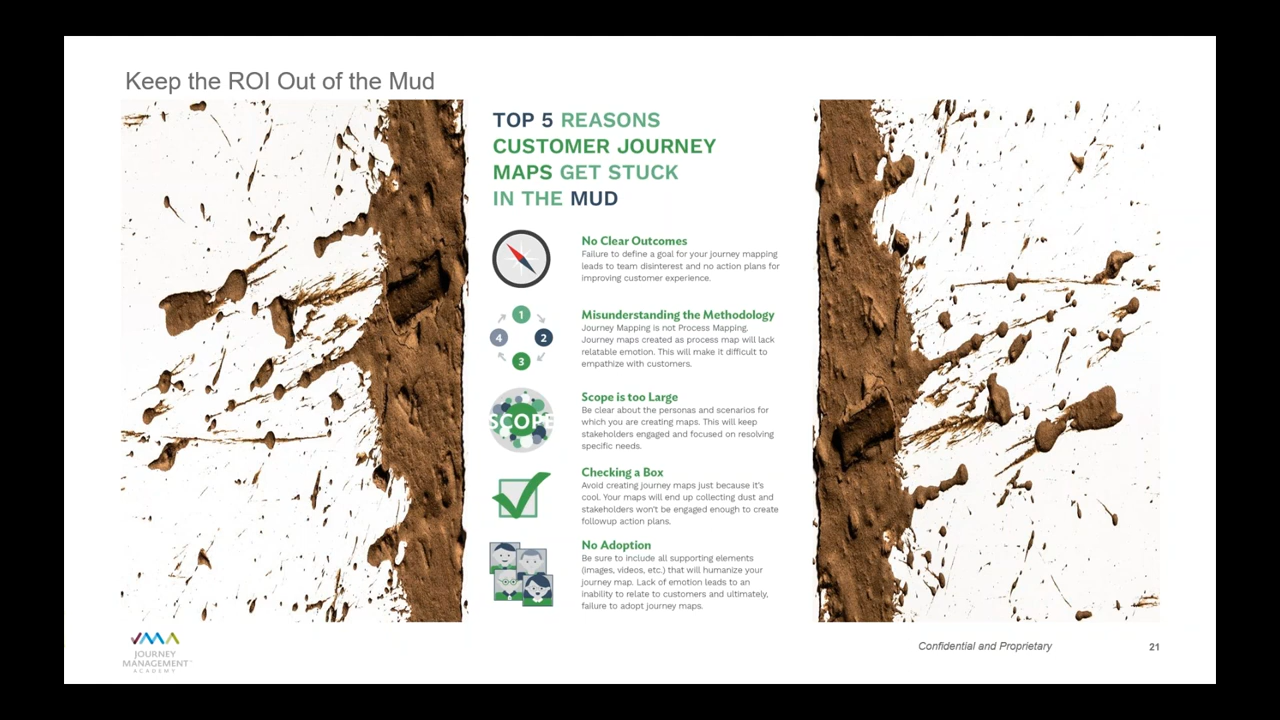 Keep the ROI Out of the Mud
TOP 5 REASONS
CUSTOMER JOURNEY
MAPS GET STUCK
IN THE MUD
No Clear Outcomes
Failure to define a goal for your journey mapping
leads to team disinterest and no action plans for
improving customer experience.
1
4
2
3
Misunderstanding the Methodology
Journey Mapping is not Process Mapping.
Journey maps created as process map will lack
relatable emotion. This will make it difficult to
empathize with customers.
SCOPE
Scope is too Large
Be clear about the personas and scenarios for
which you are creating maps. This will keep
stakeholders engaged and focused on resolving
specific needs.
Checking a Box
Avoid creating journey maps just because it's
cool. Your maps will end up collecting dust and
stakeholders won't be engaged enough to create
followup action plans.
No Adoption
Be sure to include all supporting elements
(images, videos, etc.) that will humanize your
journey map. Lack of emotion leads to an
inability to relate to customers and ultimately,
failure to adopt journey maps.
JMA
JOURNEY
MANAGEMENT
ACADEMY
Confidential and Proprietary
21